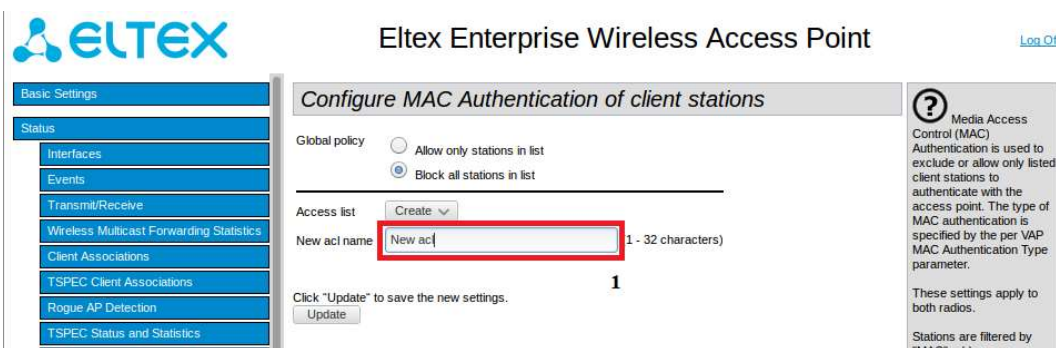 ELTEX
Eltex Enterprise Wireless Access Point
Log Of
Basic Settings
Status
Interfaces
Events
Transmit/Receive
Wireless Multicast Forwarding Statistics
Client Associations
TSPEC Client Associations
Rogue AP Detection
TSPEC Status and Statistics
Configure MAC Authentication of client stations
Global policy
Allow only stations in list
Block all stations in list
Access list Create
New acl name New acl 1 - 32 characters)
1
Click "Update" to save the new settings.
Update
?
Media Access
Control (MAC)
Authentication is used to
exclude or allow only listed
client stations to
authenticate with the
access point. The type of
MAC authentication is
specified by the per VAP
MAC Authentication Type
parameter.
These settings apply to
both radios.
Stations are filtered by